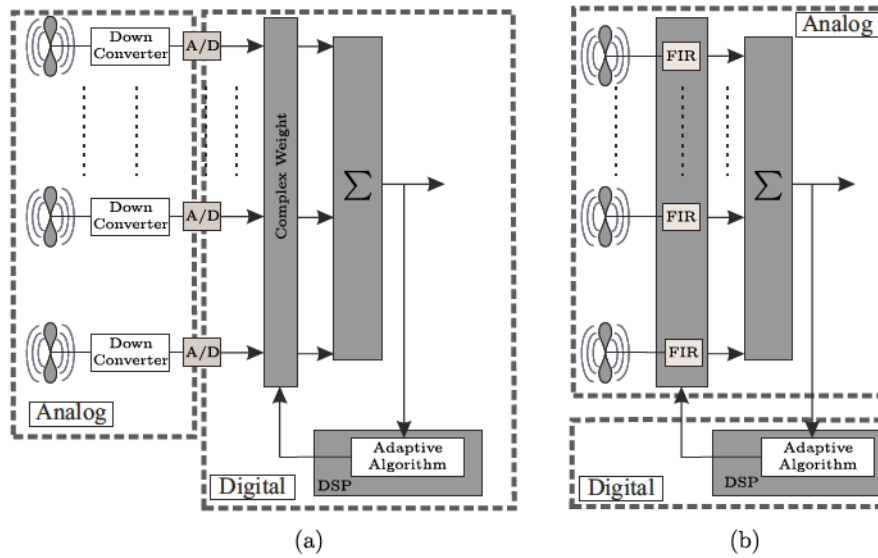 Down
Converter
A/D
Down
Converter
A/D
Down
Converter
A/D
Complex Weight
Σ
Analog
Adaptive
Algorithm
DSP
Digital
(a)
Analog
FIR
FIR
FIR
Σ
Adaptive
Algorithm
DSP
Digital
(b)